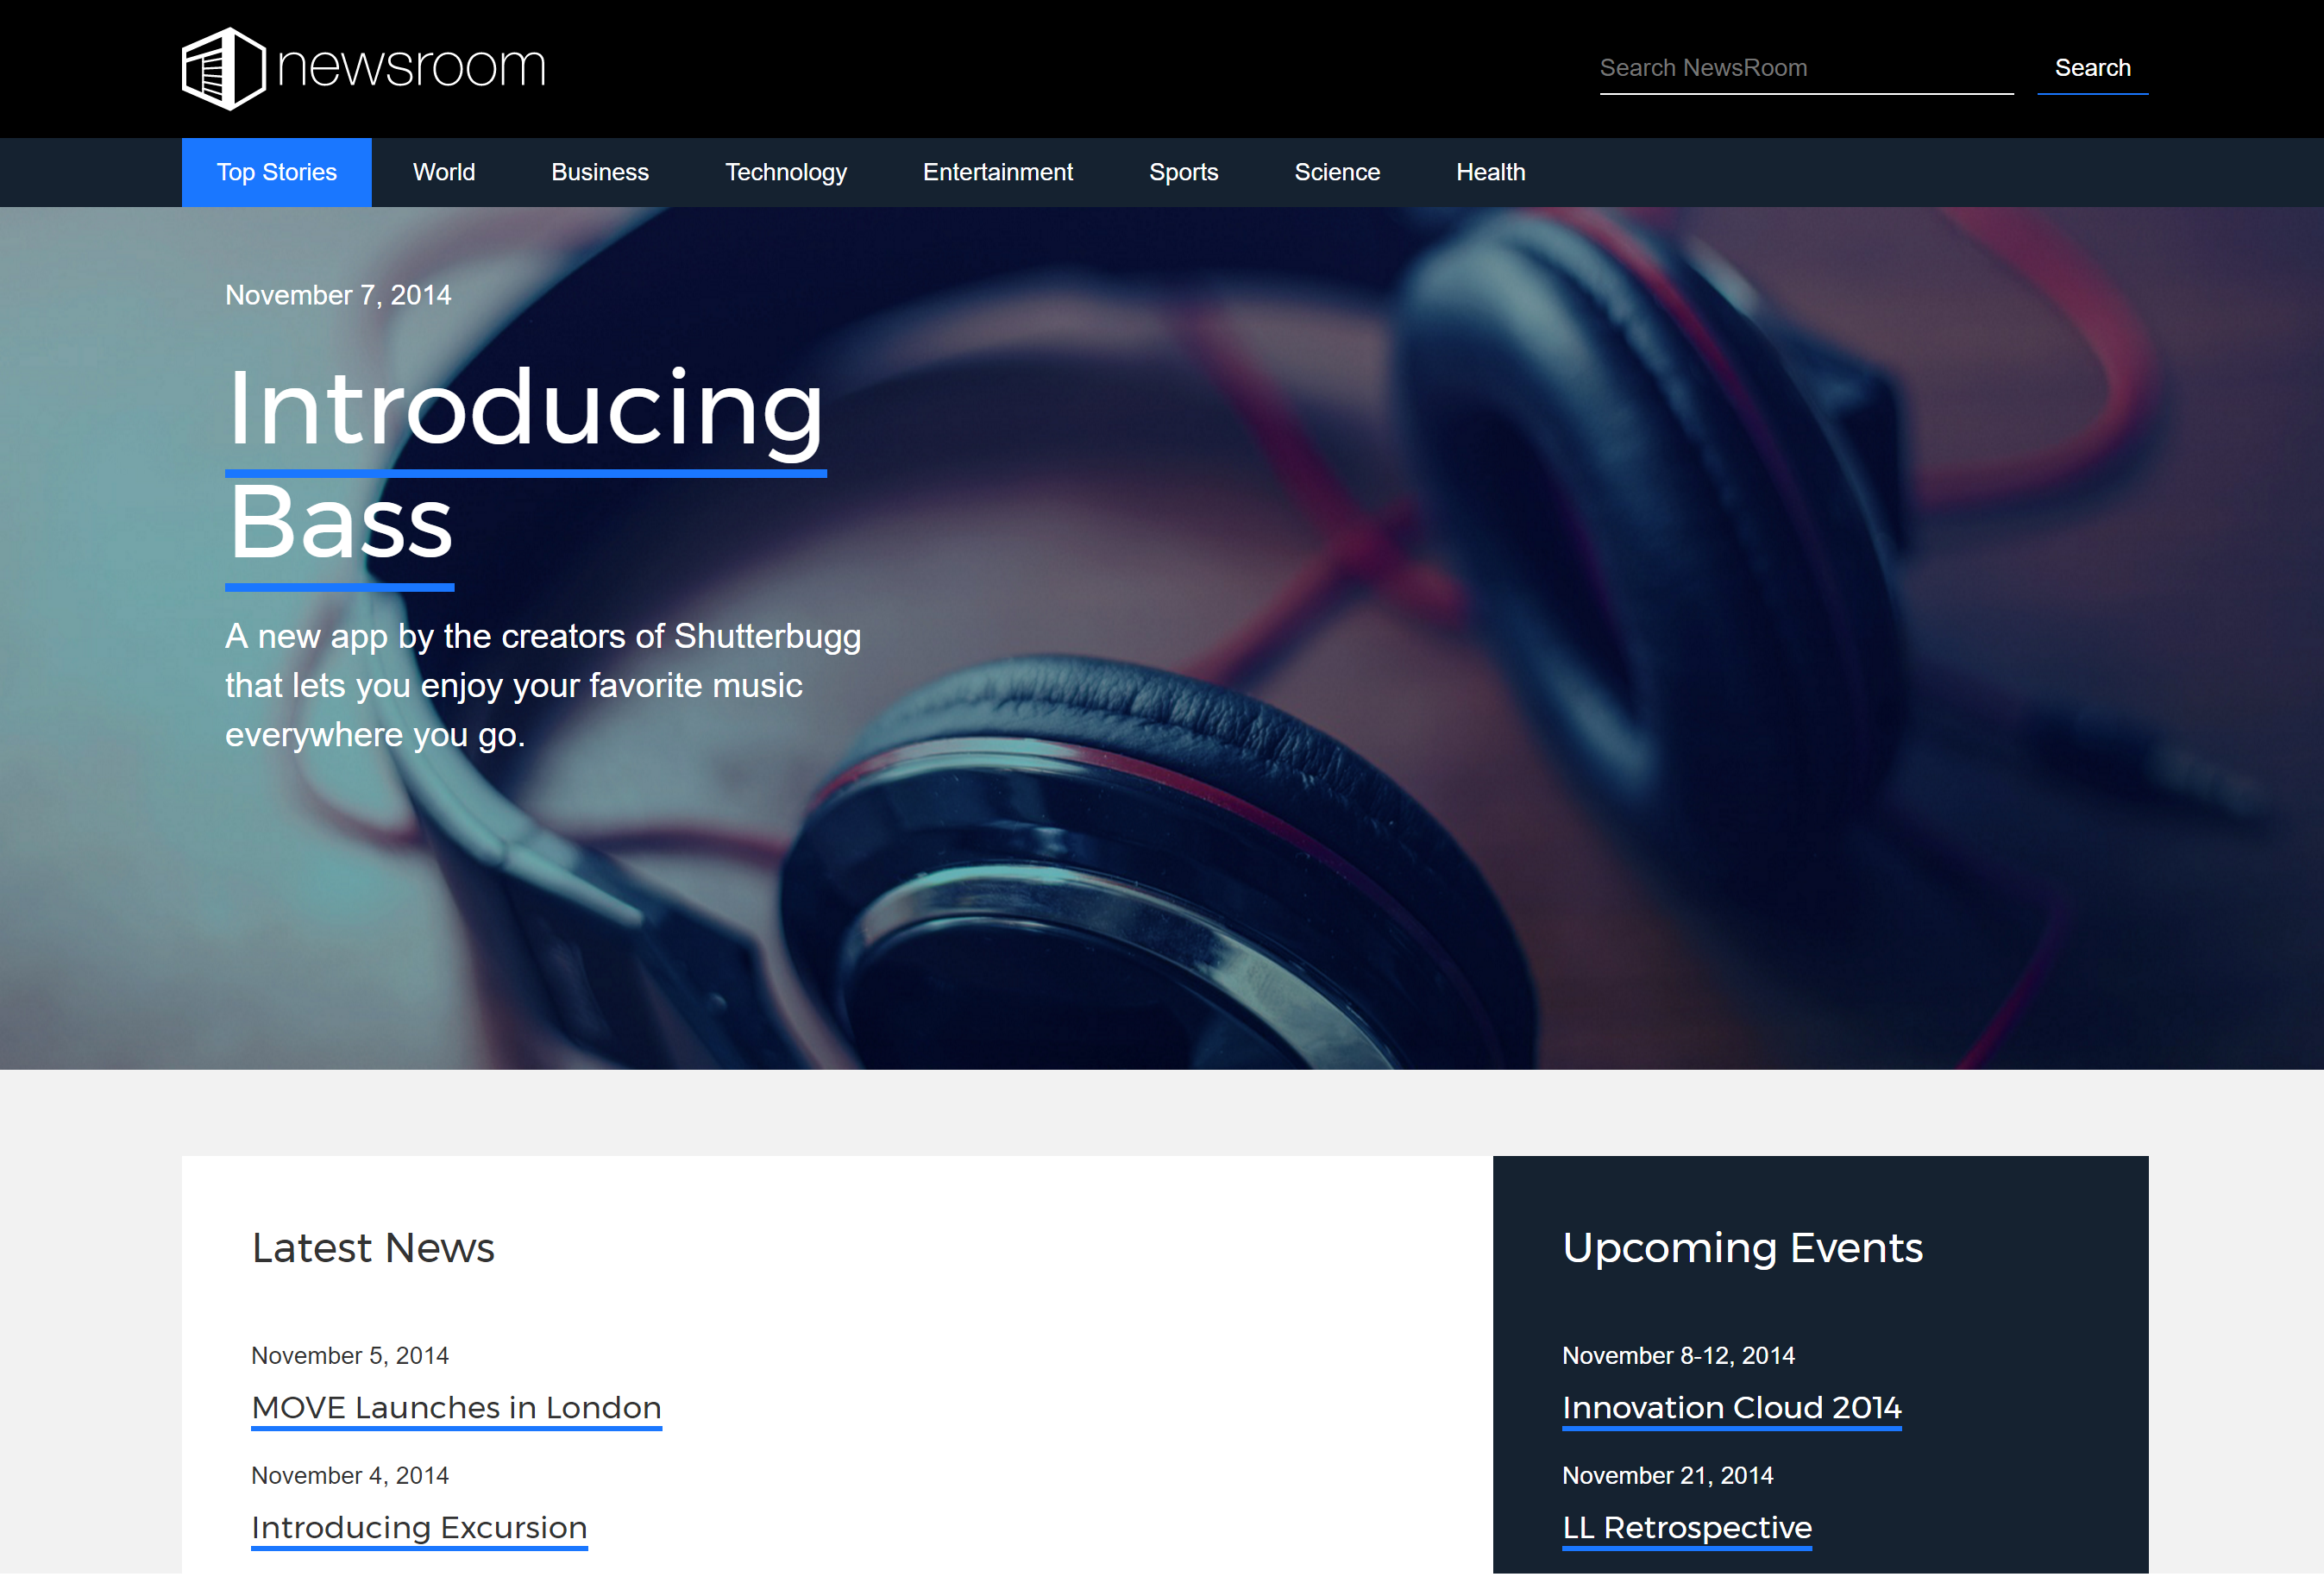 newsroom
Search NewsRoom
Search
Top Stories
World
Business
Technology
Entertainment
Sports
Science
Health
November 7, 2014
Introducing
Bass
A new app by the creators of Shutterbugg
that lets you enjoy your favorite music
everywhere you go.
Latest News
November 5, 2014
MOVE Launches in London
November 4, 2014
Introducing Excursion
Upcoming Events
November 8-12, 2014
Innovation Cloud 2014
November 21, 2014
LL Retrospective